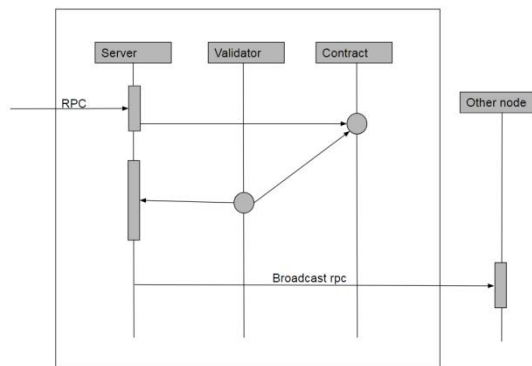 Server
Validator
Contract
RPC
Other node
Broadcast rpc